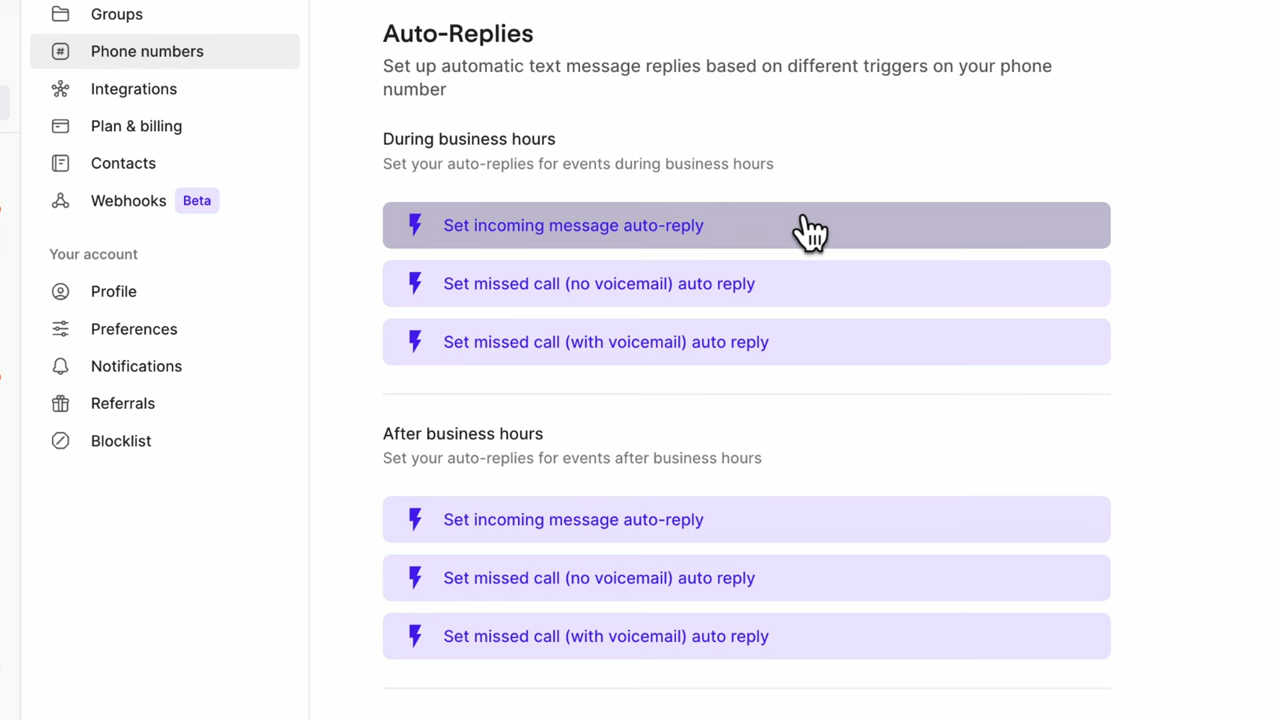 Groups
Phone numbers
Integrations
Plan & billing
Contacts
Webhooks Beta
Your account
Profile
Preferences
Notifications
Referrals
Blocklist
Auto-Replies
Set up automatic text message replies based on different triggers on your phone
number
During business hours
Set your auto-replies for events during business hours
Set incoming message auto-reply
Set missed call (no voicemail) auto reply
Set missed call (with voicemail) auto reply
After business hours
Set your auto-replies for events after business hours
Set incoming message auto-reply
Set missed call (no voicemail) auto reply
Set missed call (with voicemail) auto reply